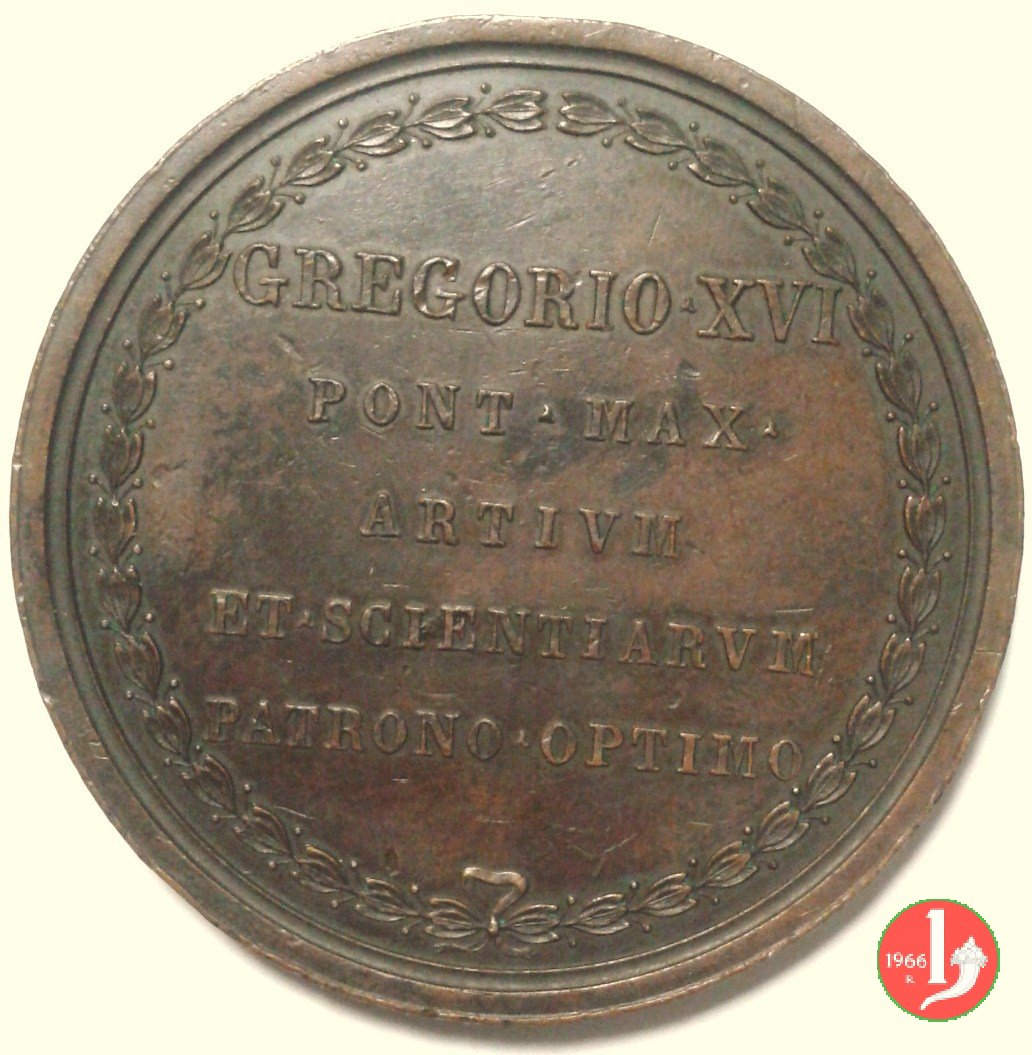 GREGORIO · XVI
PONT · MAX ·
ARTIVM
ET · SCIENTIARVM
PATRONO · OPTIMO
1966
R